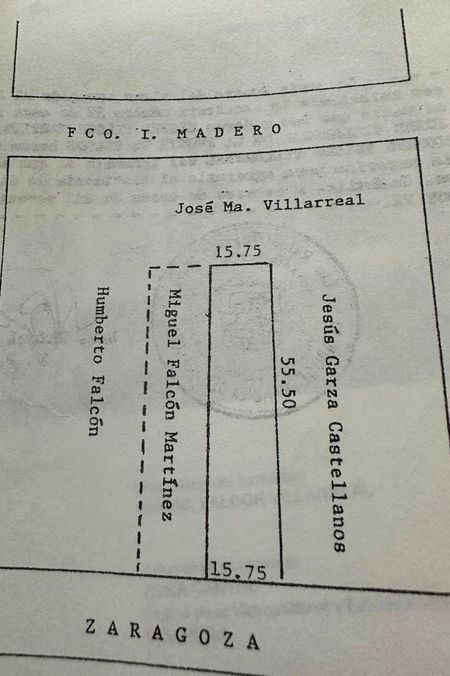 FCO. I. MADERO
José Ma. Villarreal
15.75
Humberto Falcón
Miguel Falcón Martínez
55.50
Jesús Garza Castellanos
15.75
ZARAGOZA